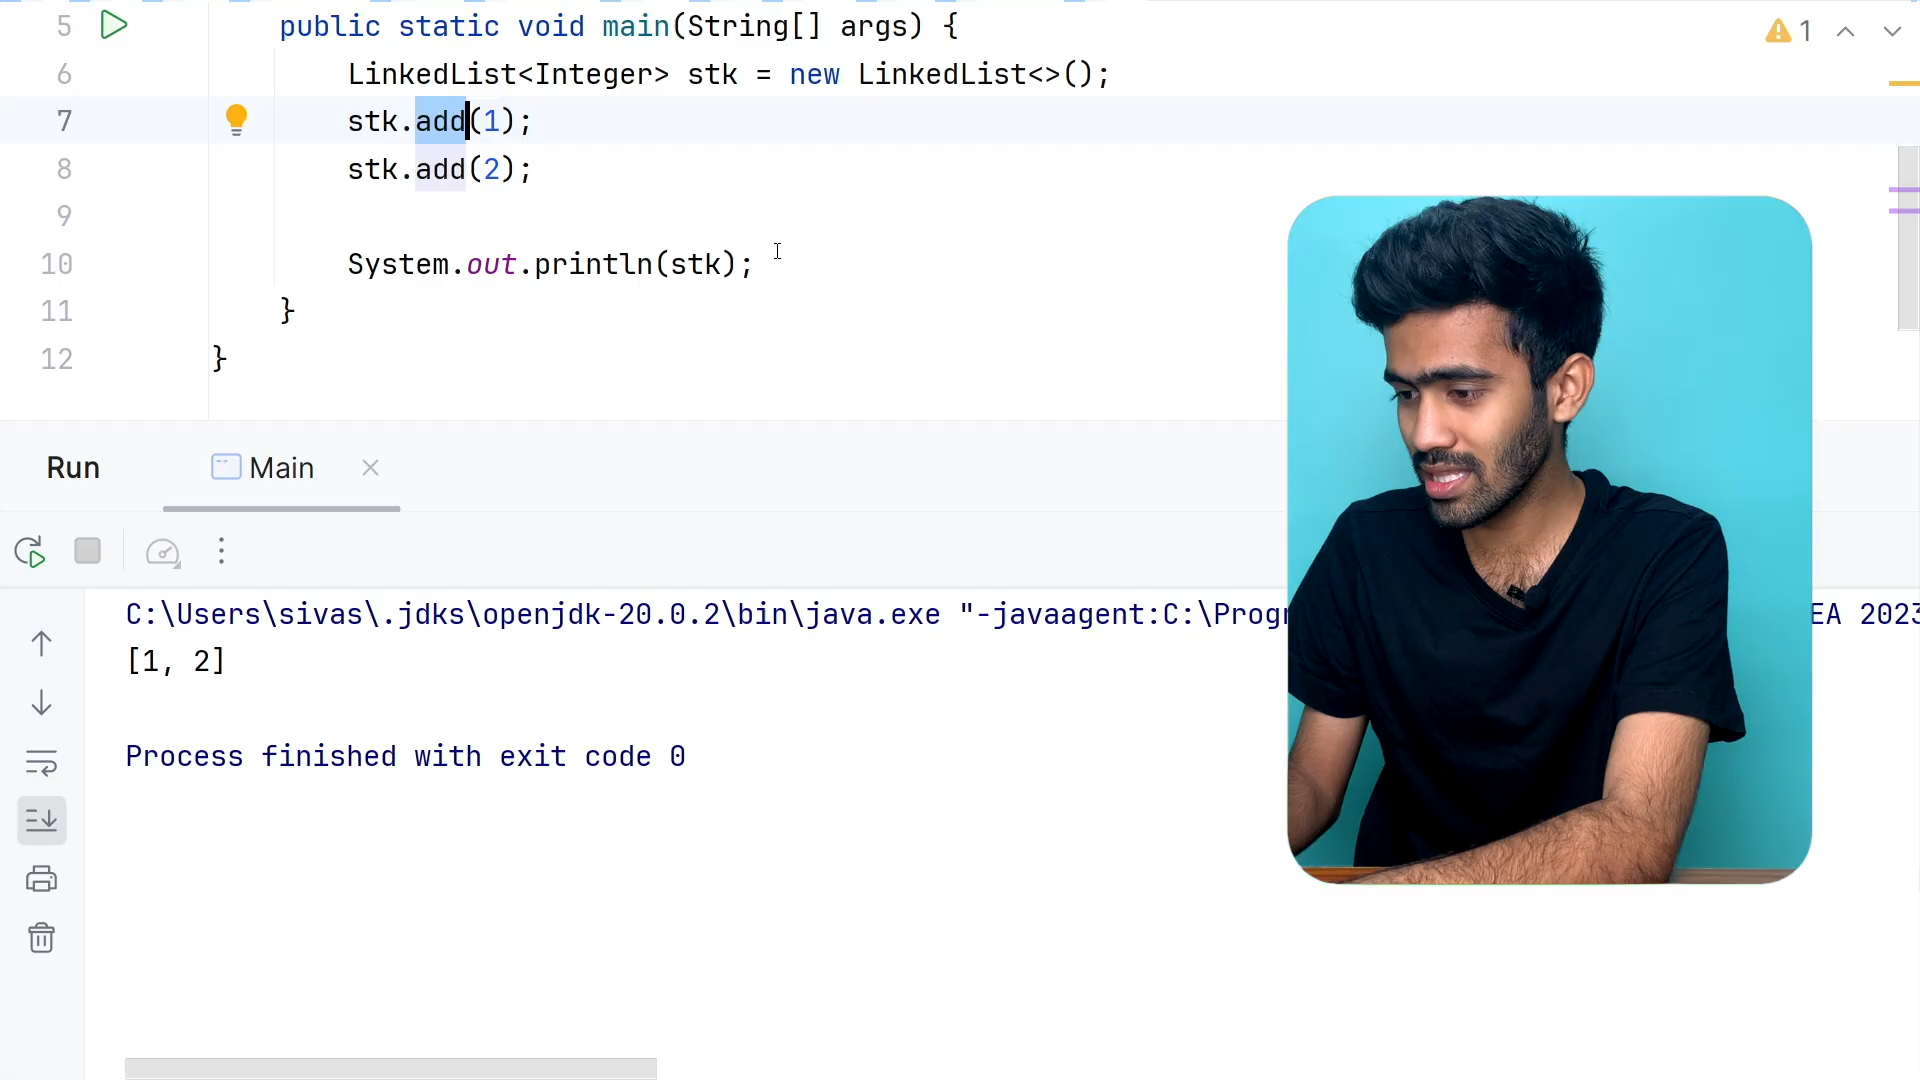 5 public static void main(String[] args) {
1
6 LinkedList<Integer> stk = new LinkedList<>();
7 stk.add(1);
8 stk.add(2);
9
10 System.out.println(stk);
11 }
12 }
Run Main
C:\Users\sivas\.jdks\openjdk-20.0.2\bin\java.exe "-javaagent:C:\Progr EA 2023
[1, 2]
Process finished with exit code 0